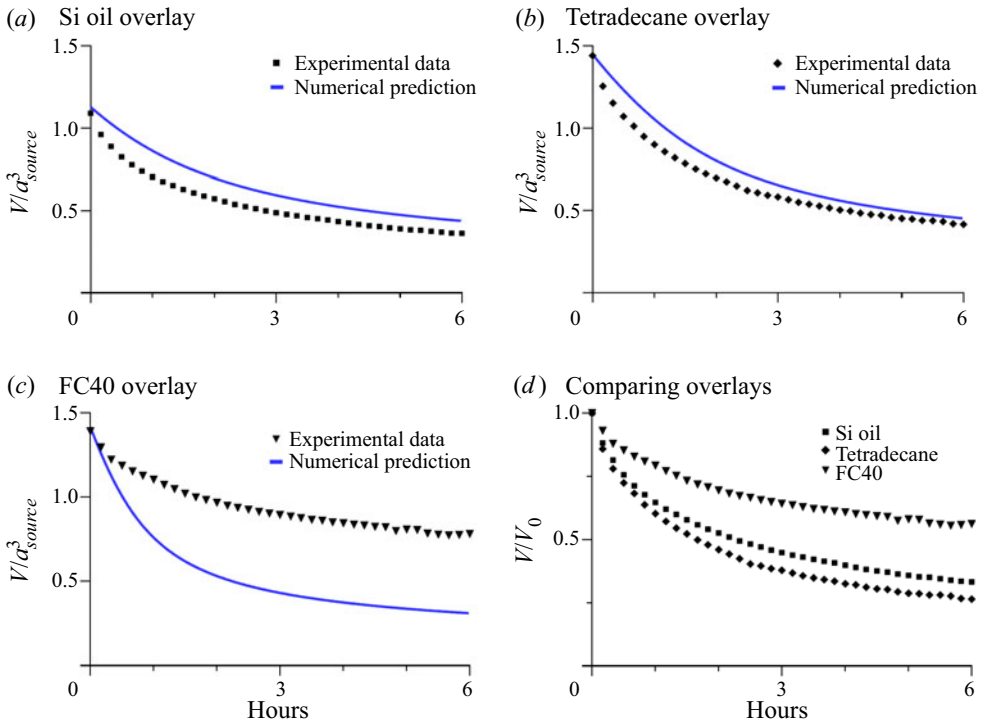 (a) Si oil overlay
1.5
1.0
0.5
0
3
6
V/a³source
Experimental data
Numerical prediction
(b) Tetradecane overlay
1.5
1.0
0.5
0
3
6
V/a³source
Experimental data
Numerical prediction
(c) FC40 overlay
1.5
1.0
0.5
0
3
6
V/a³source
Hours
Experimental data
Numerical prediction
(d) Comparing overlays
1.0
0.5
0
3
6
V/V₀
Hours
Si oil
Tetradecane
FC40